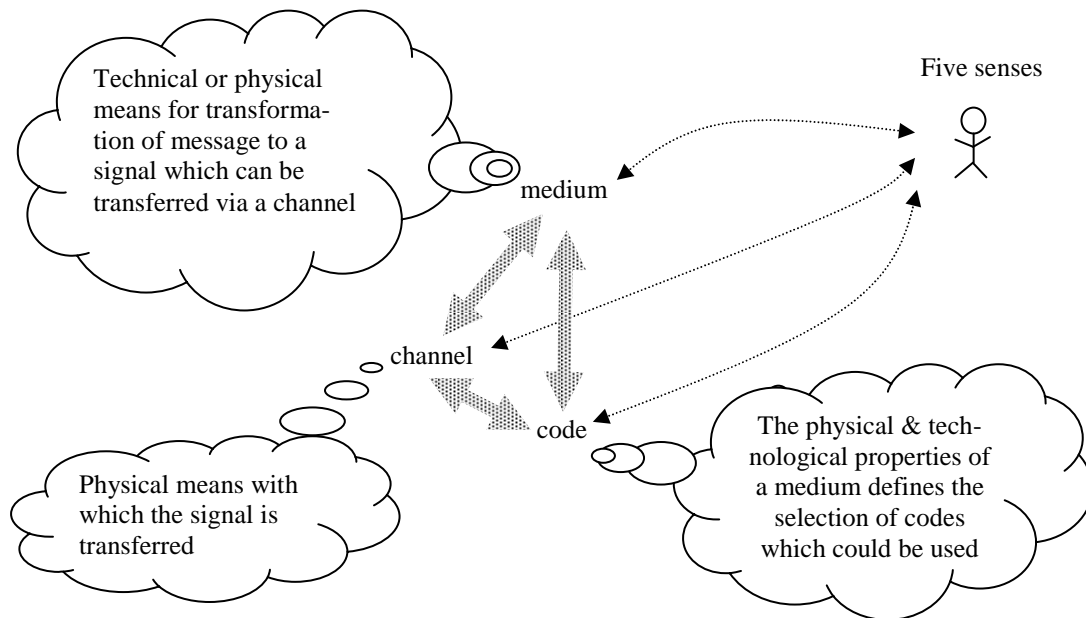 Technical or physical
means for transforma-
tion of message to a
signal which can be
transferred via a channel
Five senses
medium
channel
code
Physical means with
which the signal is
transferred
The physical & tech-
nological properties of
a medium defines the
selection of codes
which could be used